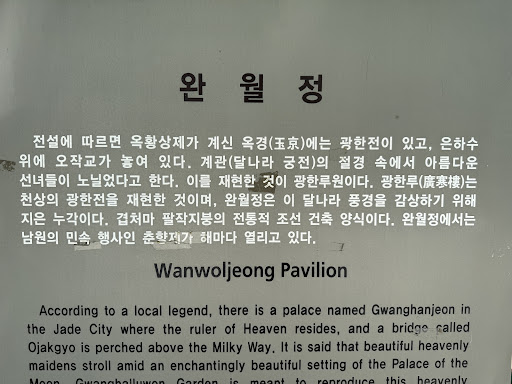 완 월 정
전설에 따르면 옥황상제가 계신 옥경(玉京)에는 광한전이 있고, 은하수
위에 오작교가 놓여 있다. 계관(달나라 궁전)의 절경 속에서 아름다운
선녀들이 노닐었다고 한다. 이를 재현한 것이 광한루원이다. 광한루(廣寒樓)는
천상의 광한전을 재현한 것이며, 완월정은 이 달나라 풍경을 감상하기 위해
지은 누각이다. 겹처마 팔작지붕의 전통적 조선 건축 양식이다. 완월정에서는
남원의 민속 행사인 춘향제가 해마다 열리고 있다.
Wanwoljeong Pavilion
According to a local legend, there is a palace named Gwanghanjeon in
the Jade City where the ruler of Heaven resides, and a bridge called
Ojakgyo is perched above the Milky Way. It is said that beautiful heavenly
maidens stroll amid an enchantingly beautiful setting of the Palace of the
Moon. Gwanghalluwon Garden is meant to reproduce this heavenly